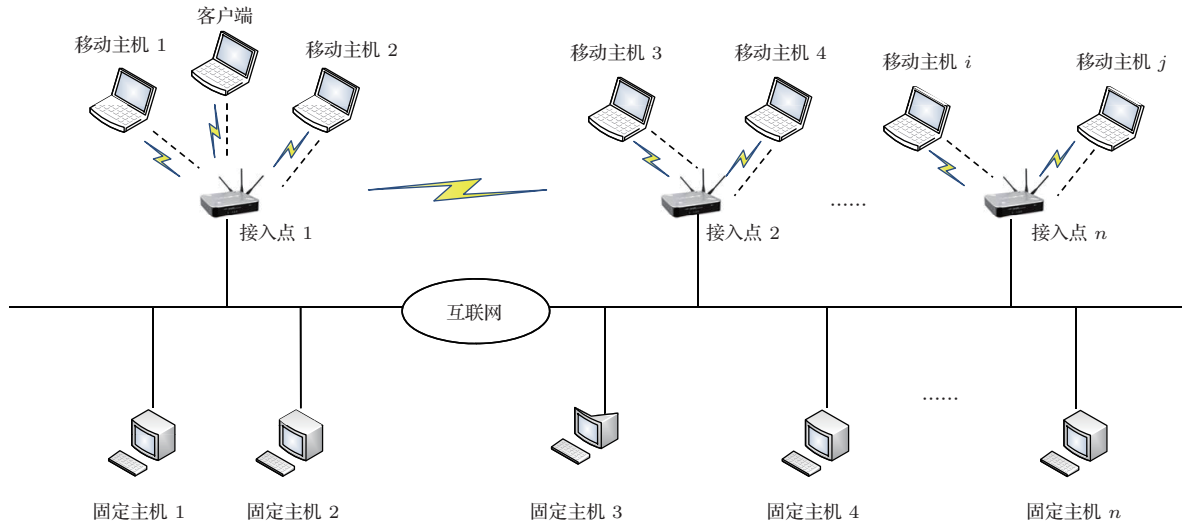 客户端
移动主机 1
移动主机 2
移动主机 3
移动主机 4
移动主机 i
移动主机 j
......
接入点 1
接入点 2
接入点 n
互联网
......
固定主机 1
固定主机 2
固定主机 3
固定主机 4
固定主机 n